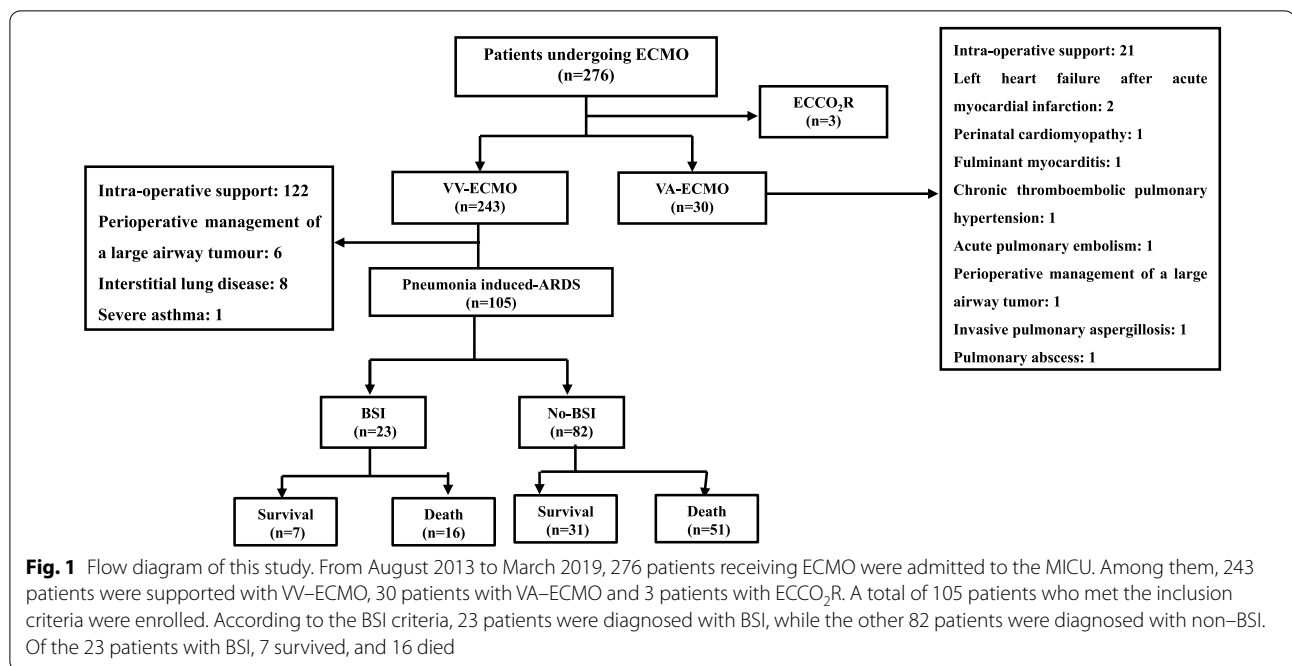 Patients undergoing ECMO
(n=276)
ECCO₂R
(n=3)
VV-ECMO
(n=243)
VA-ECMO
(n=30)
Intra-operative support: 21
Left heart failure after acute
myocardial infarction: 2
Perinatal cardiomyopathy: 1
Fulminant myocarditis: 1
Chronic thromboembolic pulmonary
hypertension: 1
Acute pulmonary embolism: 1
Perioperative management of a large
airway tumor: 1
Invasive pulmonary aspergillosis: 1
Pulmonary abscess: 1
Intra-operative support: 122
Perioperative management of
a large airway tumour: 6
Interstitial lung disease: 8
Severe asthma: 1
Pneumonia induced-ARDS
(n=105)
BSI
(n=23)
No-BSI
(n=82)
Survival
(n=7)
Death
(n=16)
Survival
(n=31)
Death
(n=51)
Fig. 1 Flow diagram of this study. From August 2013 to March 2019, 276 patients receiving ECMO were admitted to the MICU. Among them, 243
patients were supported with VV–ECMO, 30 patients with VA–ECMO and 3 patients with ECCO₂R. A total of 105 patients who met the inclusion
criteria were enrolled. According to the BSI criteria, 23 patients were diagnosed with BSI, while the other 82 patients were diagnosed with non–BSI.
Of the 23 patients with BSI, 7 survived, and 16 died